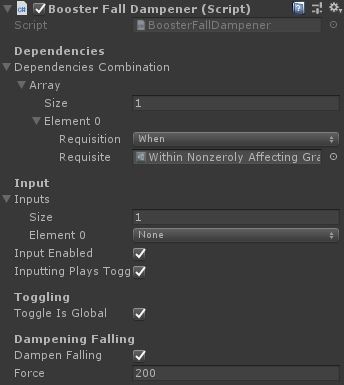 Booster Fall Dampener (Script)
Script BoosterFallDampener
Dependencies
Dependencies Combination
Array
Size 1
Element 0
Requisition When
Requisite Within Nonzeroly Affecting Gra
Input
Inputs
Size 1
Element 0 None
Input Enabled
Inputting Plays Togg
Toggling
Toggle Is Global
Dampening Falling
Dampen Falling
Force 200